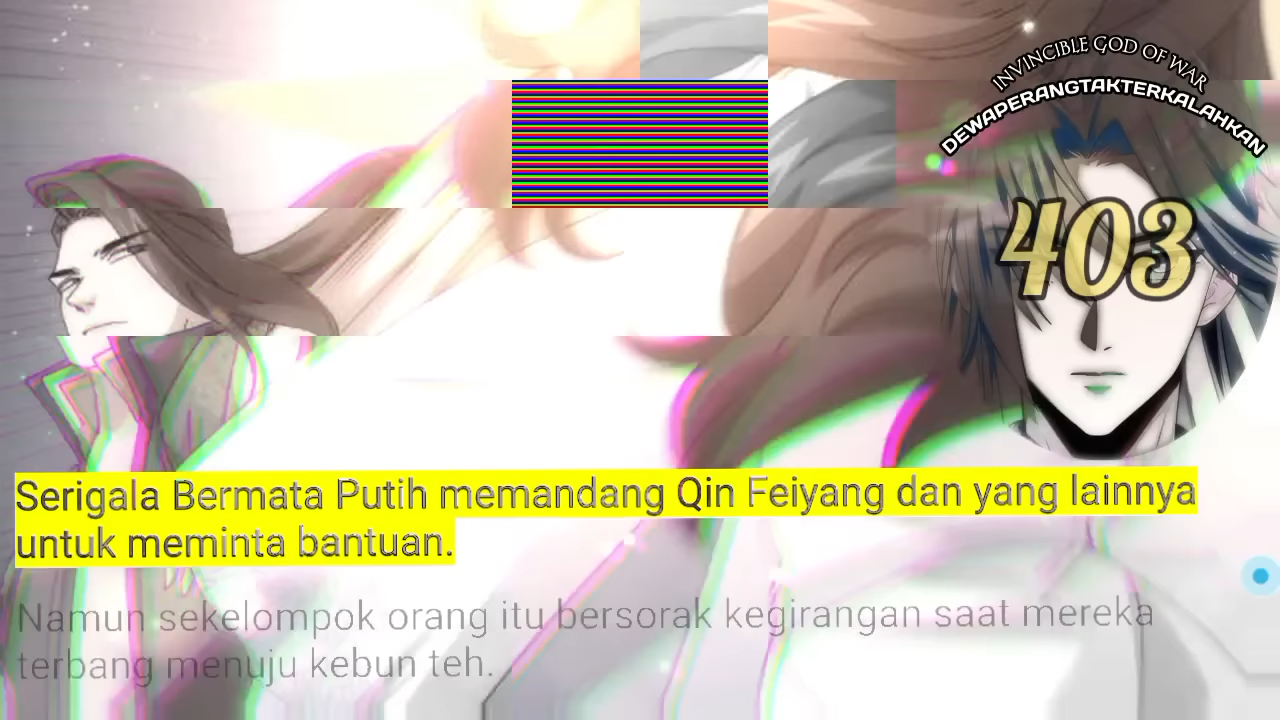 INVINCIBLE GOD OF WAR
DEWAPERANGTAKTERKALAHKAN
403
Serigala Bermata Putih memandang Qin Feiyang dan yang lainnya
untuk meminta bantuan.
Namun sekelompok orang itu bersorak kegirangan saat mereka
terbang menuju kebun teh.